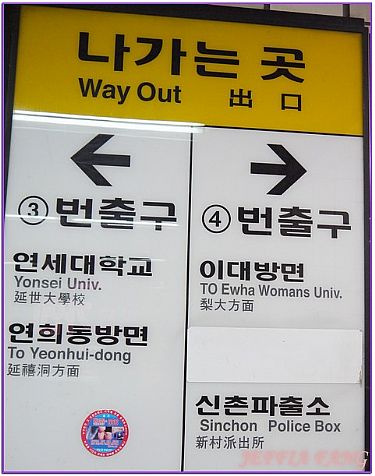 나가는 곳
Way Out 出口
③ 번출구
연세대학교
Yonsei Univ.
延世大學校
연희동방면
To Yeonhui-dong
延禧洞方面
④ 번출구
이대방면
TO Ewha Womans Univ.
梨大方面
신촌파출소
Sinchon Police Box
新村派出所